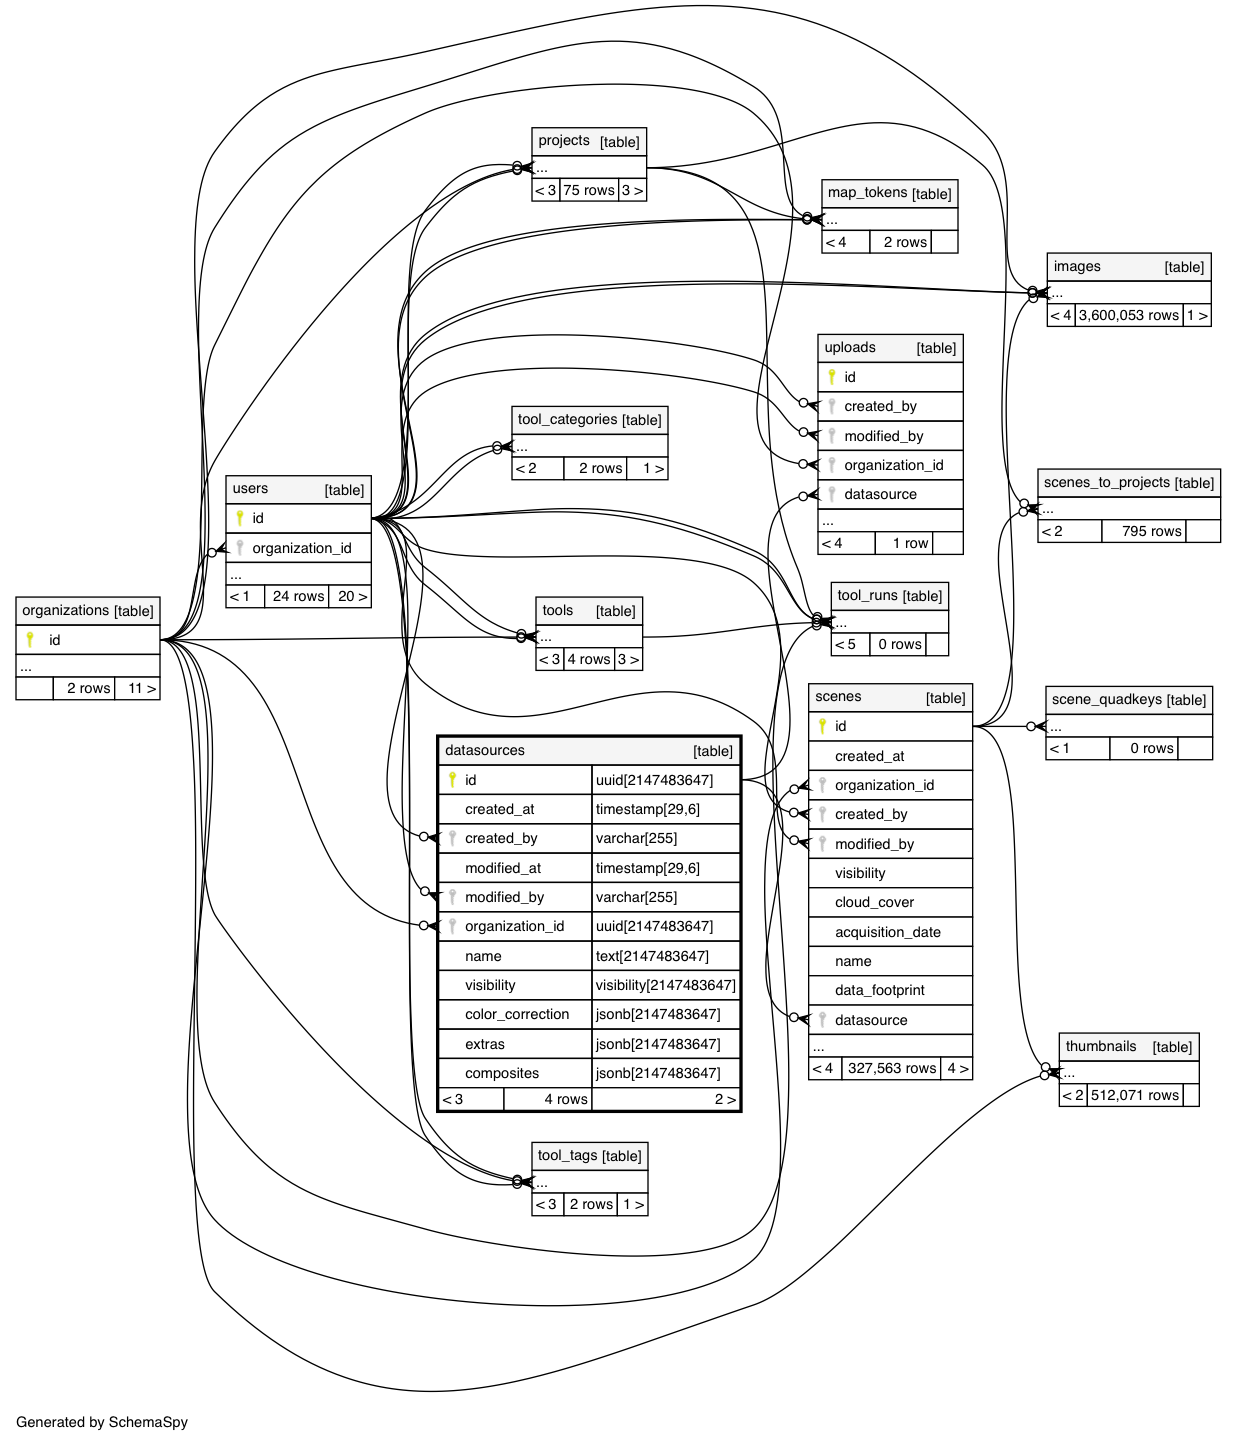 projects [table]
...
< 3 75 rows 3 >
map_tokens [table]
...
< 4 2 rows
images [table]
...
< 4 3,600,053 rows 1 >
uploads [table]
id
created_by
modified_by
organization_id
datasource
...
< 4 1 row
tool_categories [table]
...
< 2 2 rows 1 >
users [table]
id
organization_id
...
< 1 24 rows 20 >
scenes_to_projects [table]
...
< 2 795 rows
organizations [table]
id
...
2 rows 11 >
tools [table]
...
< 3 4 rows 3 >
tool_runs [table]
...
< 5 0 rows
scenes [table]
id
created_at
organization_id
created_by
modified_by
visibility
cloud_cover
acquisition_date
name
data_footprint
datasource
...
< 4 327,563 rows 4 >
scene_quadkeys [table]
...
< 1 0 rows
datasources [table]
id uuid[2147483647]
created_at timestamp[29,6]
created_by varchar[255]
modified_at timestamp[29,6]
modified_by varchar[255]
organization_id uuid[2147483647]
name text[2147483647]
visibility visibility[2147483647]
color_correction jsonb[2147483647]
extras jsonb[2147483647]
composites jsonb[2147483647]
< 3 4 rows 2 >
thumbnails [table]
...
< 2 512,071 rows
tool_tags [table]
...
< 3 2 rows 1 >
Generated by SchemaSpy